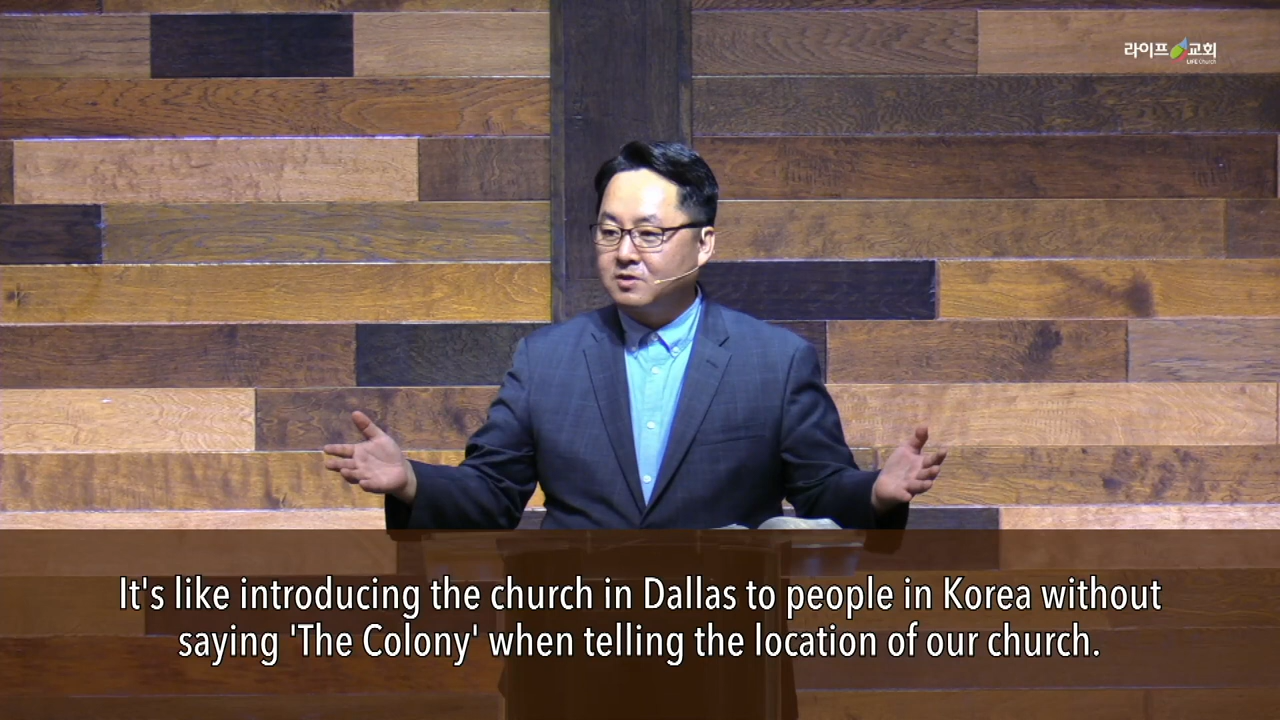 라이프 교회
LIFE Church
It's like introducing the church in Dallas to people in Korea without
saying 'The Colony' when telling the location of our church.